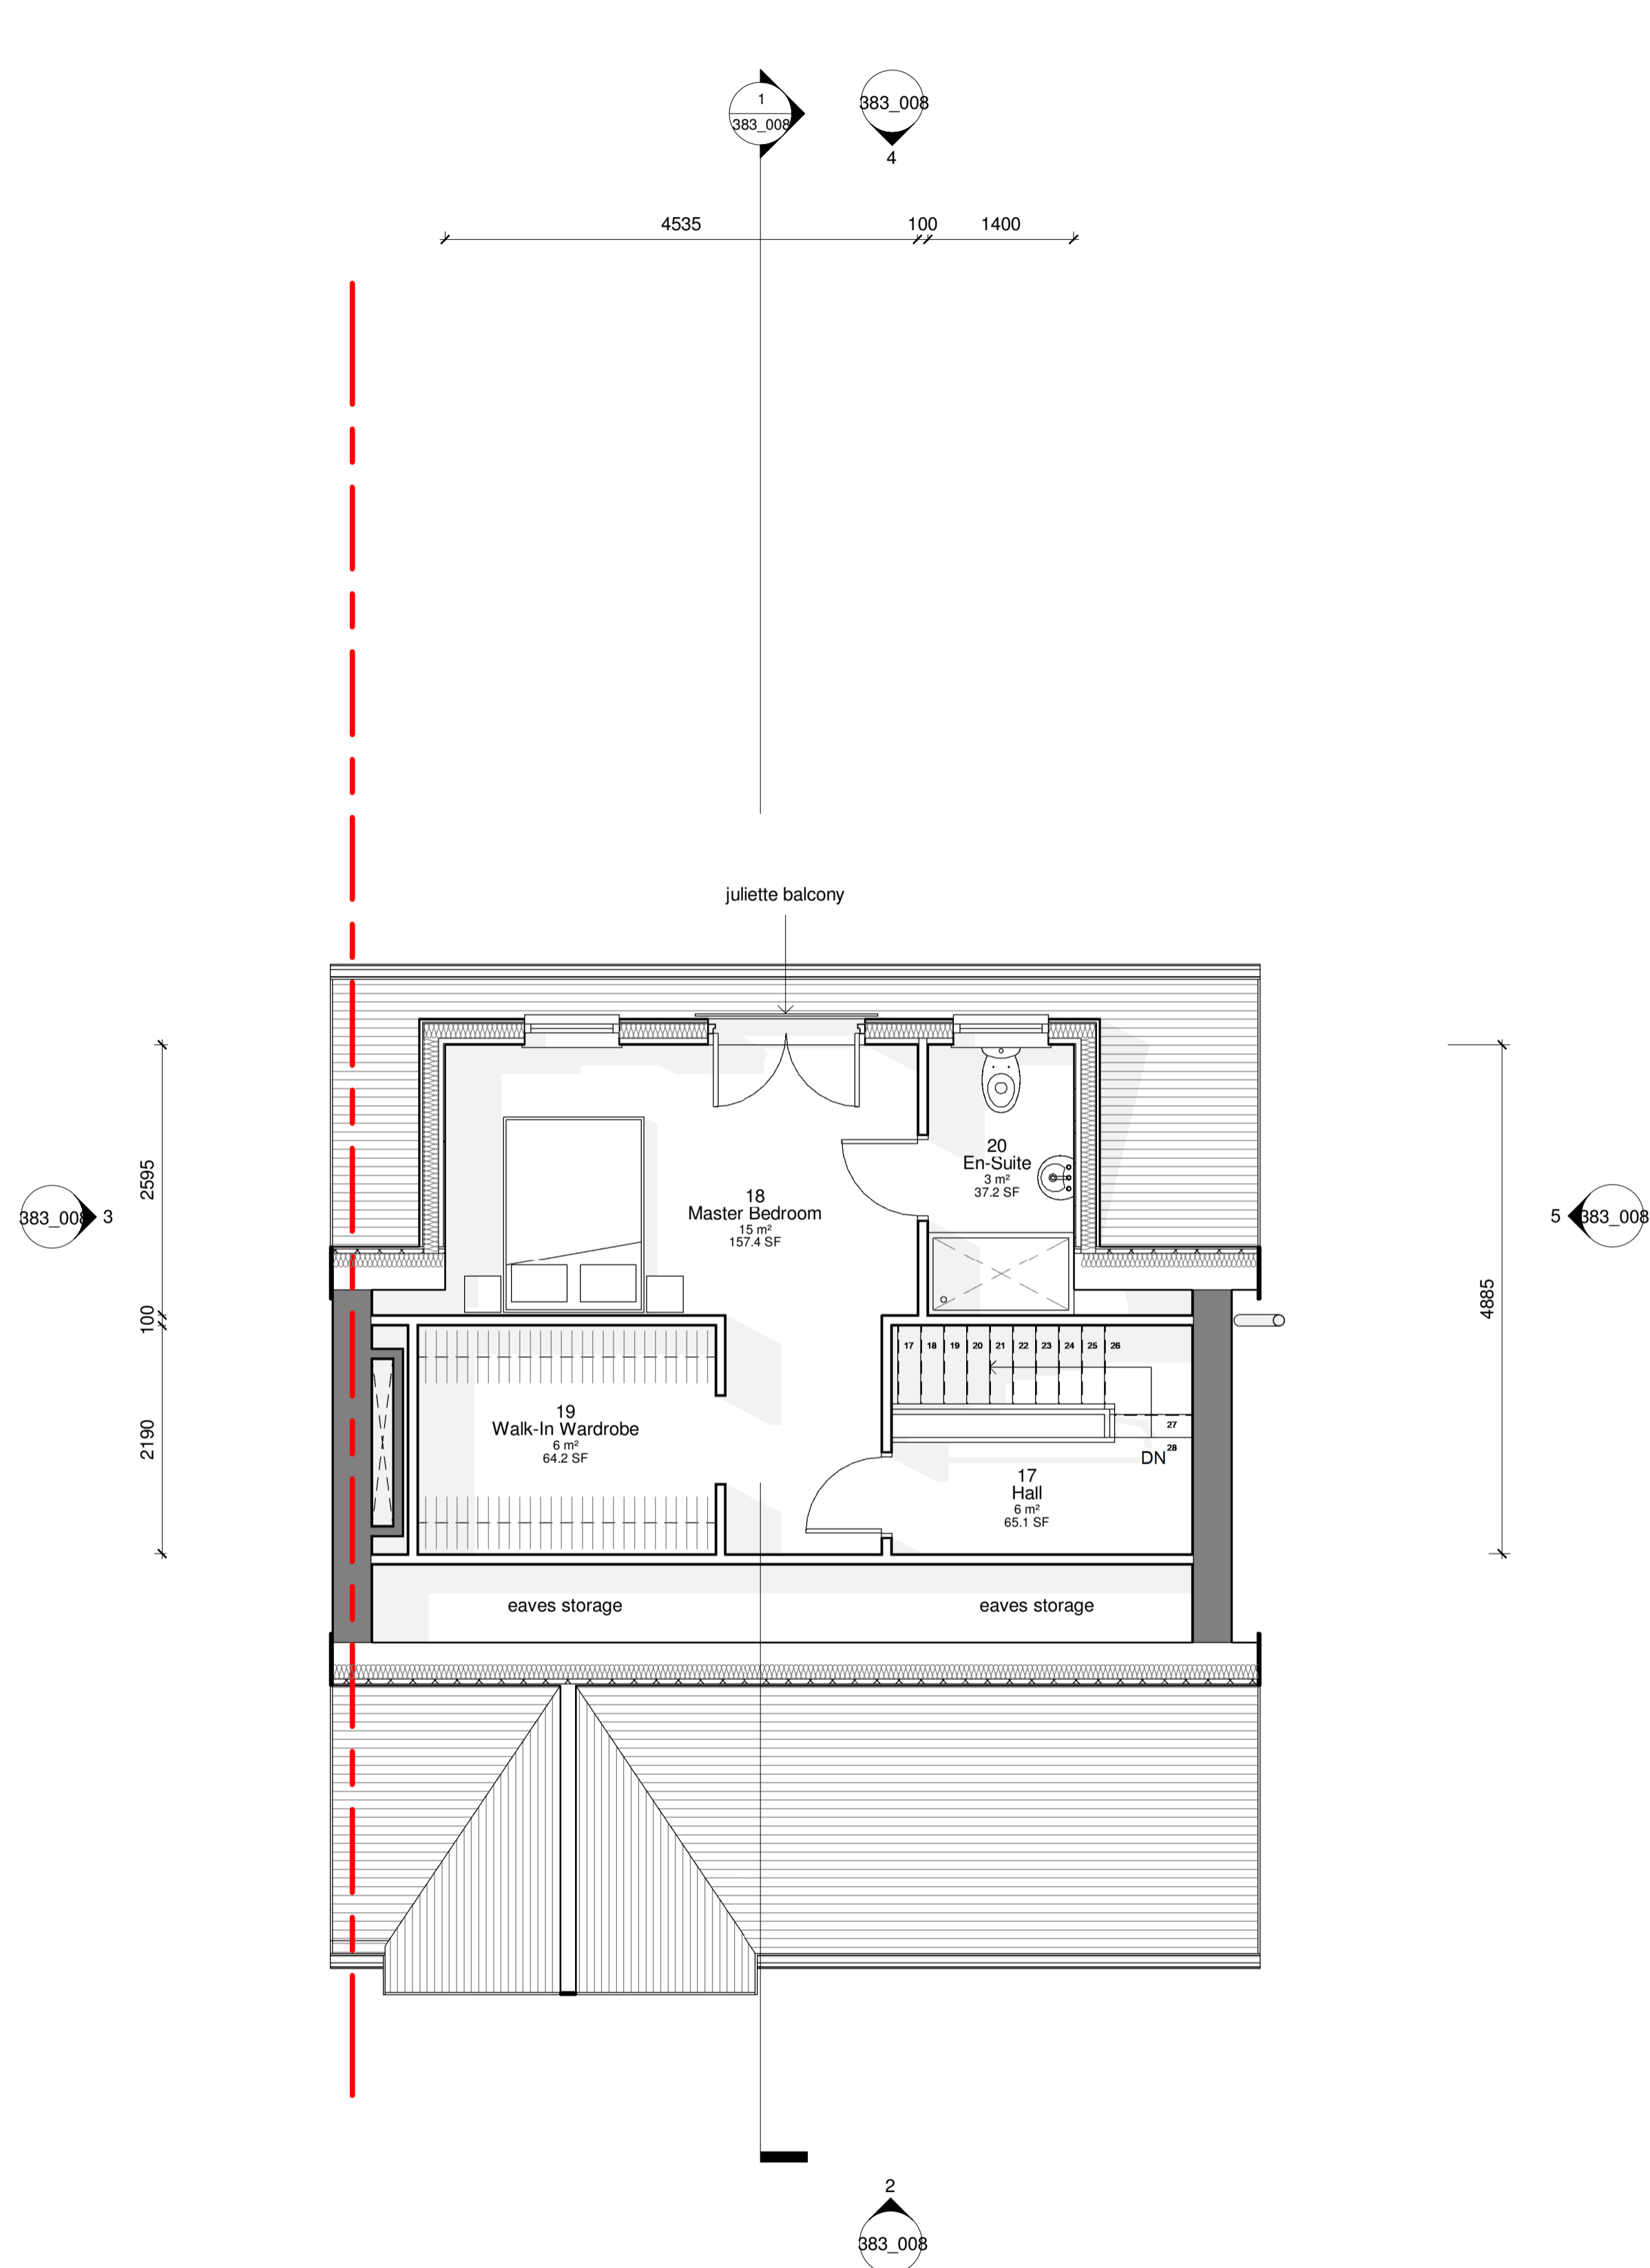 1
383_008
383_008
4
4535
100
1400
juliette balcony
2595
100
2190
4885
383_008
3
5
383_008
20
En-Suite
3 m²
37.2 SF
18
Master Bedroom
15 m²
157.4 SF
17 18 19 20 21 22 23 24 25 26
27
28
DN
19
Walk-In Wardrobe
6 m²
64.2 SF
17
Hall
6 m²
65.1 SF
eaves storage
eaves storage
2
383_008